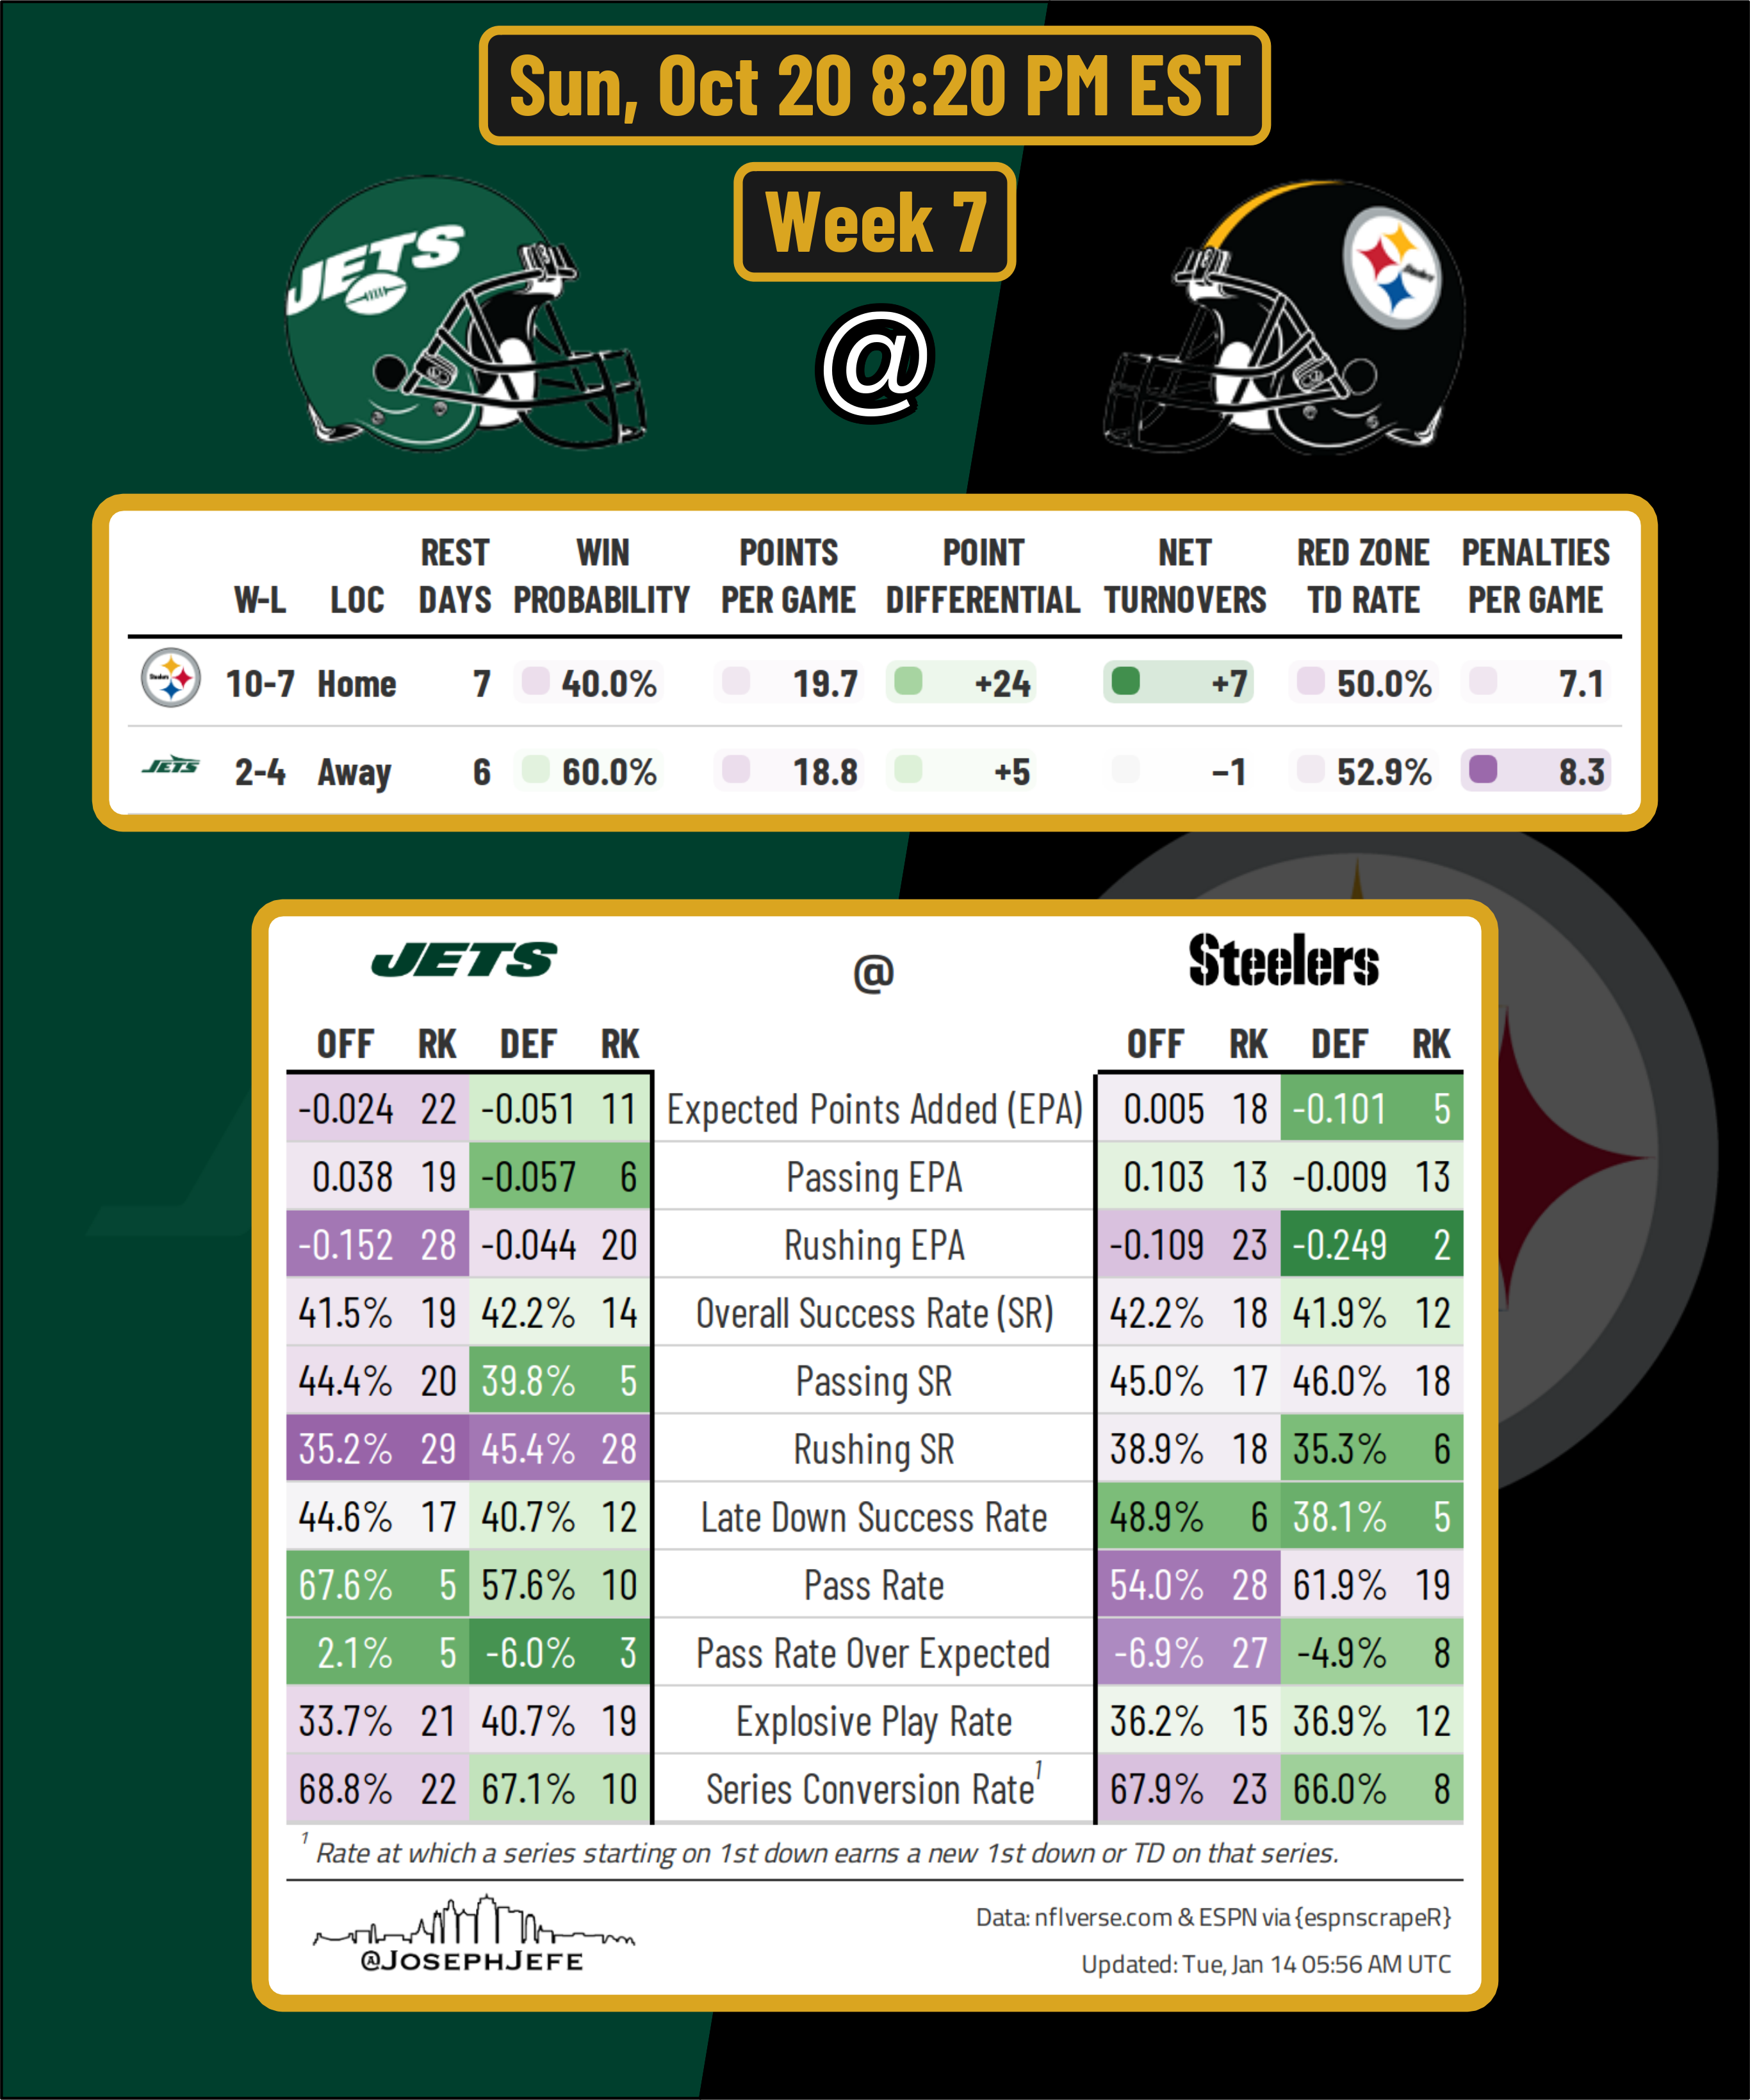 Sun, Oct 20 8:20 PM EST
Week 7
JETS
@
REST WIN POINTS POINT NET RED ZONE PENALTIES
W-L LOC DAYS PROBABILITY PER GAME DIFFERENTIAL TURNOVERS TD RATE PER GAME
Steelers 10-7 Home 7 40.0% 19.7 +24 +7 50.0% 7.1
JETS 2-4 Away 6 60.0% 18.8 +5 −1 52.9% 8.3
JETS @ Steelers
OFF RK DEF RK OFF RK DEF RK
-0.024 22 -0.051 11 Expected Points Added (EPA) 0.005 18 -0.101 5
0.038 19 -0.057 6 Passing EPA 0.103 13 -0.009 13
-0.152 28 -0.044 20 Rushing EPA -0.109 23 -0.249 2
41.5% 19 42.2% 14 Overall Success Rate (SR) 42.2% 18 41.9% 12
44.4% 20 39.8% 5 Passing SR 45.0% 17 46.0% 18
35.2% 29 45.4% 28 Rushing SR 38.9% 18 35.3% 6
44.6% 17 40.7% 12 Late Down Success Rate 48.9% 6 38.1% 5
67.6% 5 57.6% 10 Pass Rate 54.0% 28 61.9% 19
2.1% 5 -6.0% 3 Pass Rate Over Expected -6.9% 27 -4.9% 8
33.7% 21 40.7% 19 Explosive Play Rate 36.2% 15 36.9% 12
68.8% 22 67.1% 10 Series Conversion Rate¹ 67.9% 23 66.0% 8
¹ Rate at which a series starting on 1st down earns a new 1st down or TD on that series.
@JOSEPHJEFE
Data: nflverse.com & ESPN via {espnscrapeR}
Updated: Tue, Jan 14 05:56 AM UTC